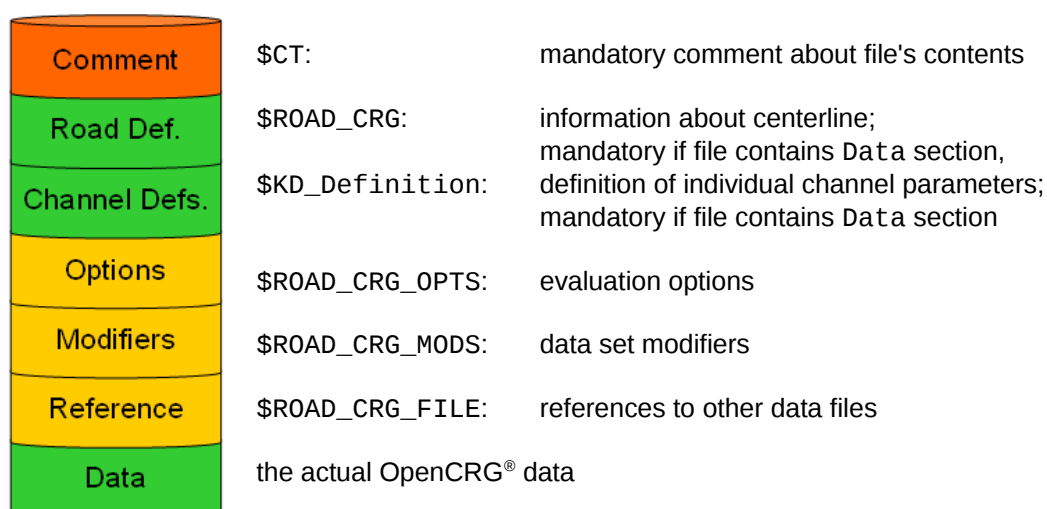 Comment $CT: mandatory comment about file's contents
Road Def. $ROAD_CRG: information about centerline;
mandatory if file contains Data section,
Channel Defs. $KD_Definition: definition of individual channel parameters;
mandatory if file contains Data section
Options $ROAD_CRG_OPTS: evaluation options
Modifiers $ROAD_CRG_MODS: data set modifiers
Reference $ROAD_CRG_FILE: references to other data files
Data the actual OpenCRG® data